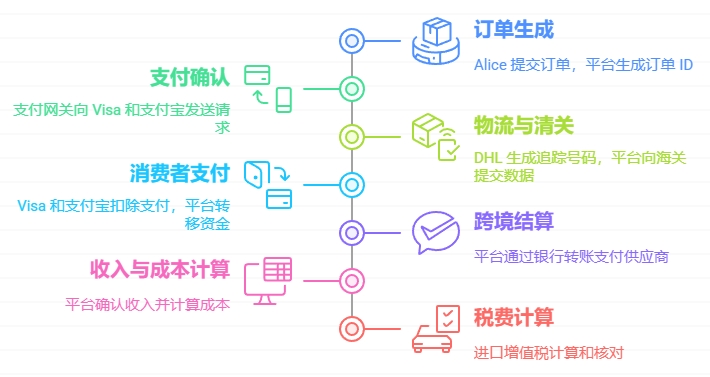 订单生成
Alice 提交订单，平台生成订单 ID
支付确认
支付网关向 Visa 和支付宝发送请
求
物流与清关
DHL 生成追踪号码，平台向海关
提交数据
消费者支付
Visa 和支付宝扣除支付，平台转
移资金
跨境结算
平台通过银行转账支付供应商
收入与成本计算
平台确认收入并计算成本
税费计算
进口增值税计算和核对